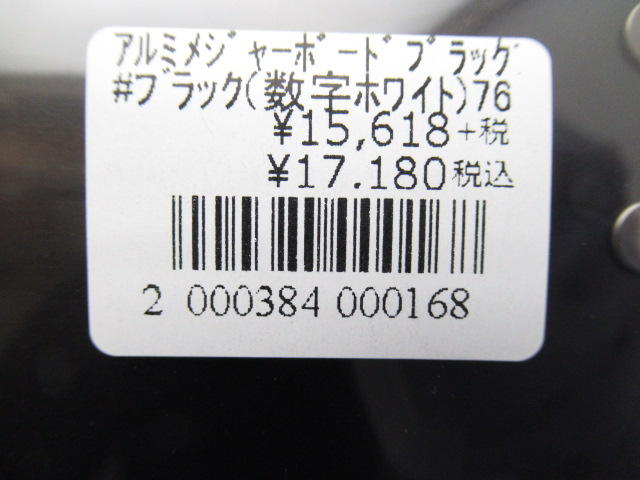 ｱﾙﾐﾒｼﾞｬｰﾎﾞｰﾄﾞﾌﾞﾗｯｸﾞ
#ﾌﾞﾗｯｸ(数字ﾎﾜｲﾄ)76
¥15,618+税
¥17.180税込
2 000384 000168